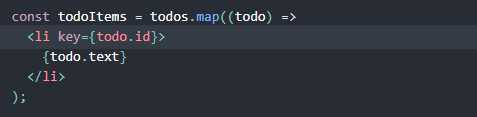 const todoItems = todos.map((todo) =>
  <li key={todo.id}>
    {todo.text}
  </li>
);